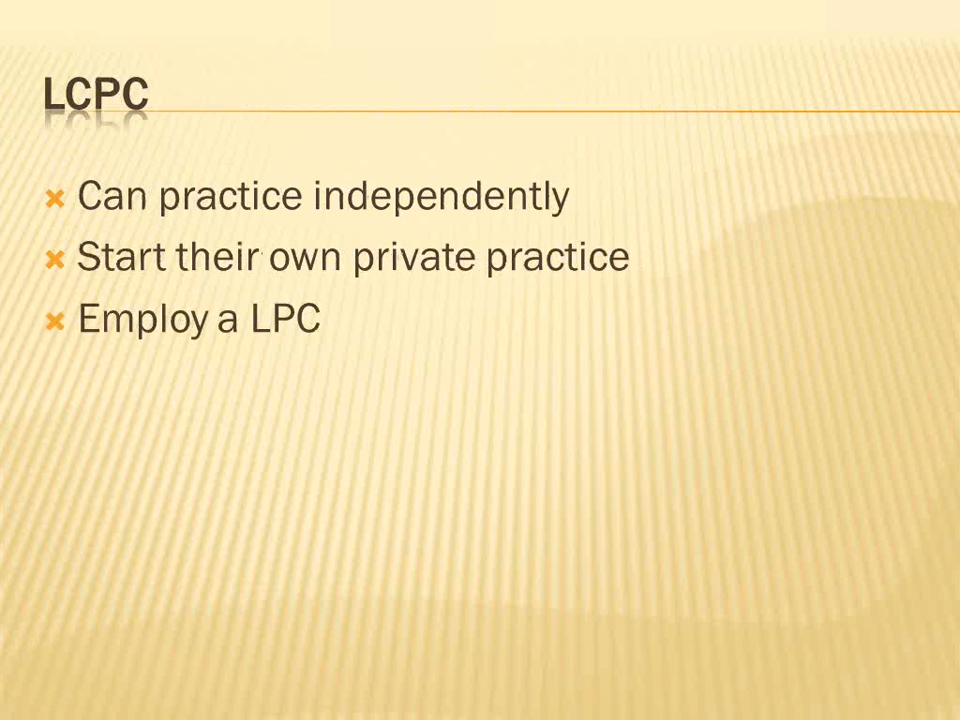 LCPC
Can practice independently
Start their own private practice
Employ a LPC